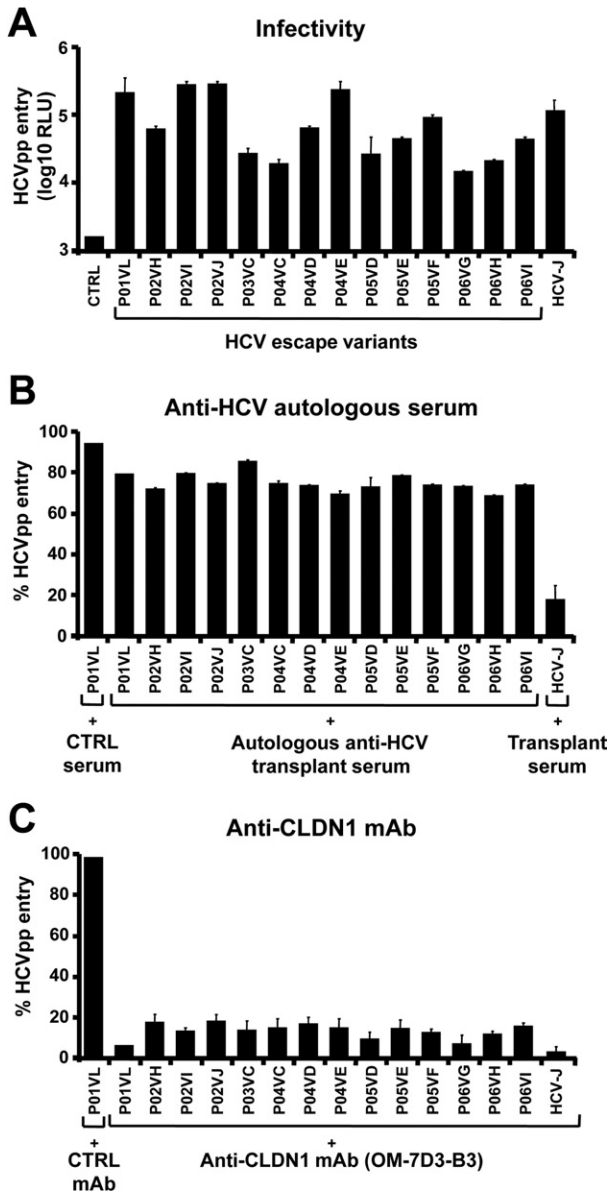 A
Infectivity
HCVpp entry
(log10 RLU)
6
5
4
3
CTRL
P01VL
P02VH
P02VI
P02VJ
P03VC
P04VC
P04VD
P04VE
P05VD
P05VE
P05VF
P06VG
P06VH
P06VI
HCV-J
HCV escape variants
B
Anti-HCV autologous serum
% HCVpp entry
100
80
60
40
20
0
P01VL
P01VL
P02VH
P02VI
P02VJ
P03VC
P04VC
P04VD
P04VE
P05VD
P05VE
P05VF
P06VG
P06VH
P06VI
HCV-J
+ + +
CTRL Autologous anti-HCV Transplant
serum transplant serum serum
C
Anti-CLDN1 mAb
% HCVpp entry
100
80
60
40
20
0
P01VL
P01VL
P02VH
P02VI
P02VJ
P03VC
P04VC
P04VD
P04VE
P05VD
P05VE
P05VF
P06VG
P06VH
P06VI
HCV-J
+ +
CTRL Anti-CLDN1 mAb (OM-7D3-B3)
mAb